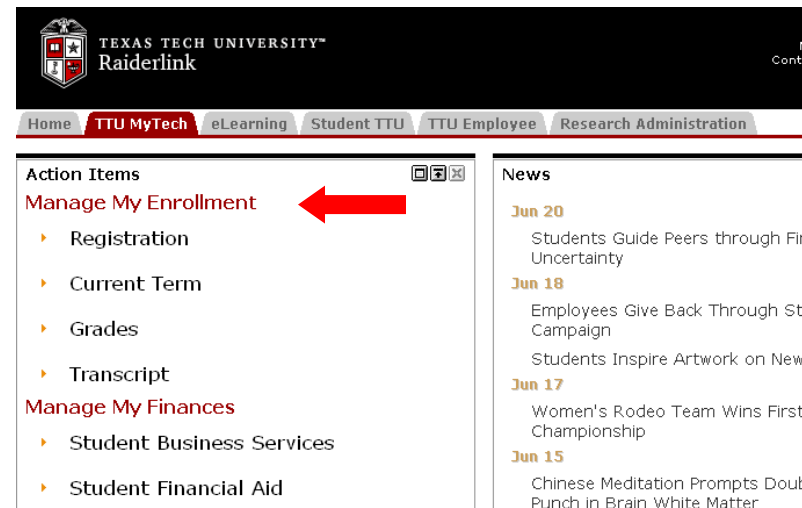 TEXAS TECH UNIVERSITY™
Raiderlink
Cont
Home TTU MyTech eLearning Student TTU TTU Employee Research Administration
Action Items
Manage My Enrollment
Registration
Current Term
Grades
Transcript
Manage My Finances
Student Business Services
Student Financial Aid
News
Jun 20
Students Guide Peers through
Uncertainty
Jun 18
Employees Give Back Through
Campaign
Students Inspire Artwork on New
Jun 17
Women's Rodeo Team Wins First
Championship
Jun 15
Chinese Meditation Prompts
Punch in Brain White Matter